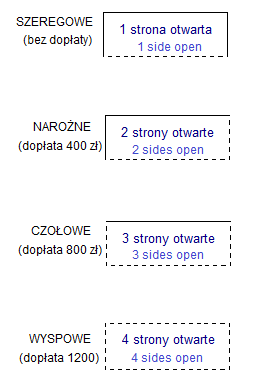 SZEREGOWE
(bez dopłaty)
1 strona otwarta
1 side open
NAROŻNE
(dopłata 400 zł)
2 strony otwarte
2 sides open
CZOŁOWE
(dopłata 800 zł)
3 strony otwarte
3 sides open
WYSPOWE
(dopłata 1200)
4 strony otwarte
4 sides open